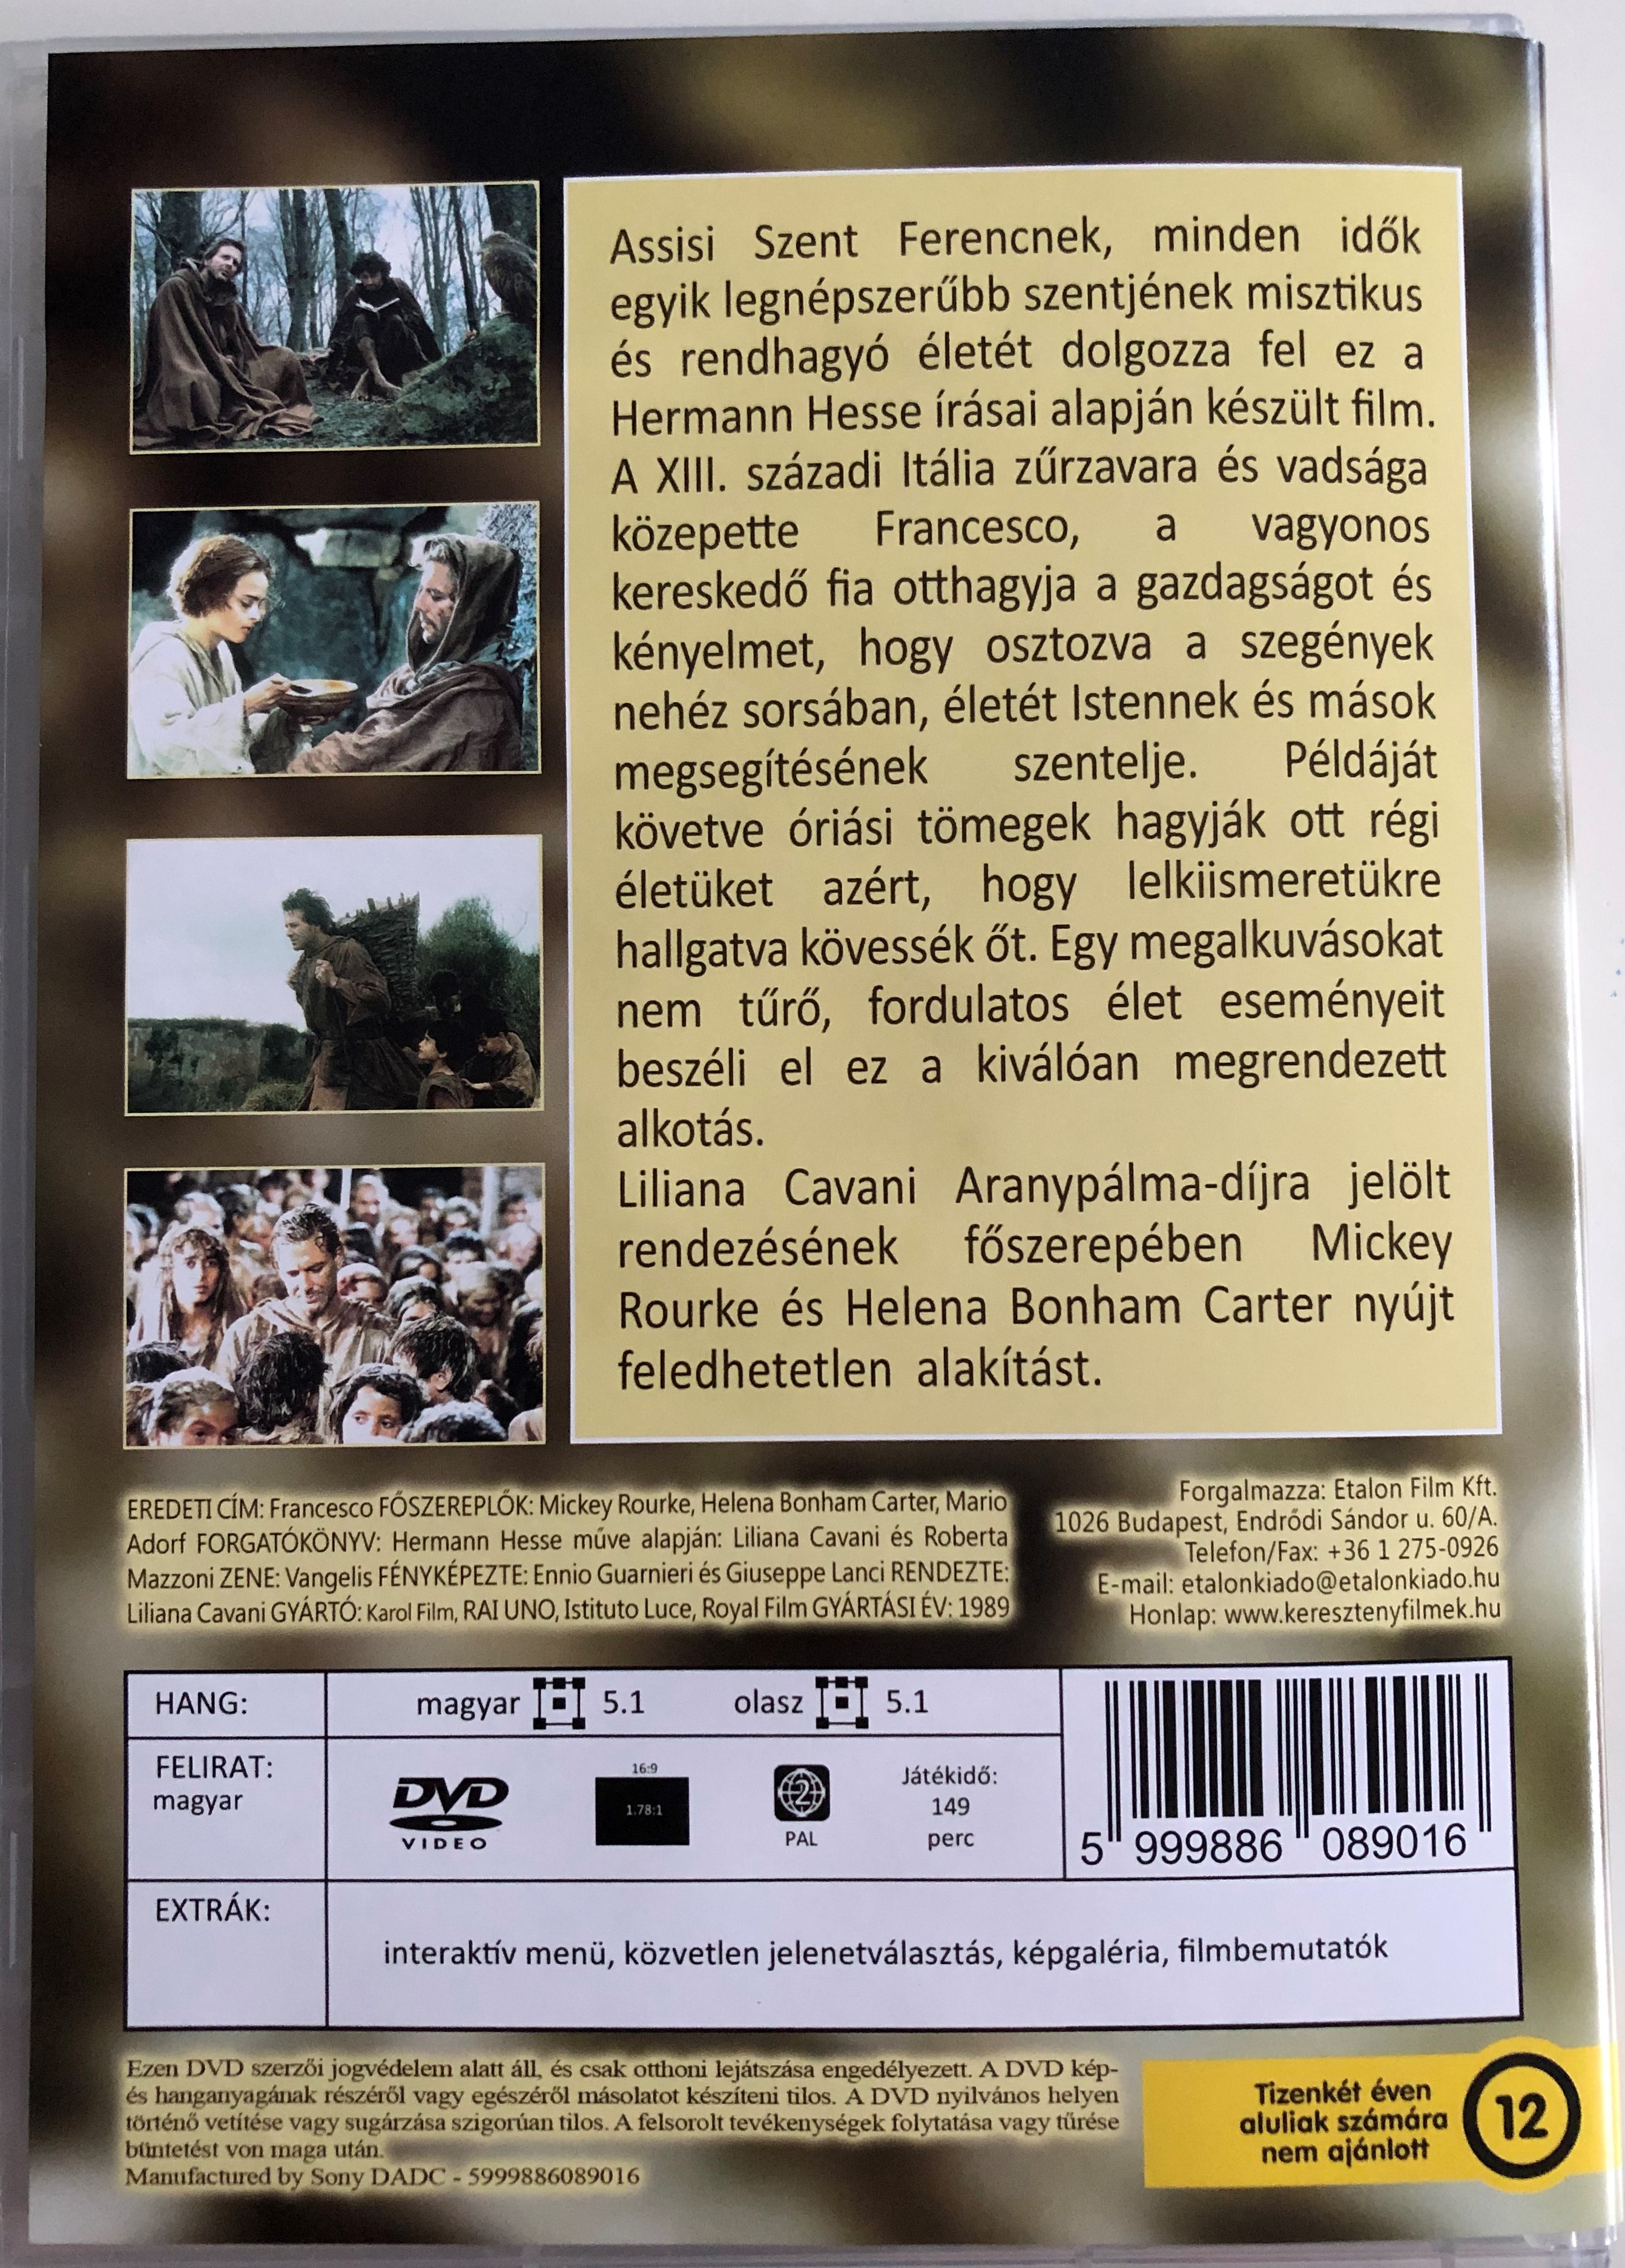 Assisi Szent Ferencnek, minden idők
egyik legnépszerűbb szentjének misztikus
és rendhagyó életét dolgozza fel ez a
Hermann Hesse írásai alapján készült film.
A XIII. századi Itália zűrzavara és vadsága
közepette Francesco, a vagyonos
kereskedő fia otthagyja a gazdagságot és
kényelmet, hogy osztozva a szegények
nehéz sorsában, életét Istennek és mások
megsegítésének szentelje. Példáját
követve óriási tömegek hagyják ott régi
életüket azért, hogy lelkiismeretükre
hallgatva kövessék őt. Egy megalkuvásokat
nem tűrő, fordulatos élet eseményeit
beszéli el ez a kiválóan megrendezett
alkotás.
Liliana Cavani Aranypálma-díjra jelölt
rendezésének főszerepében Mickey
Rourke és Helena Bonham Carter nyújt
feledhetetlen alakítást.
EREDETI CÍM: Francesco FŐSZEREPLŐK: Mickey Rourke, Helena Bonham Carter, Mario
Adorf FORGATÓKÖNYV: Hermann Hesse műve alapján: Liliana Cavani és Roberta
Mazzoni ZENE: Vangelis FÉNYKÉPEZTE: Ennio Guarnieri és Giuseppe Lanci RENDEZTE:
Liliana Cavani GYÁRTÓ: Karol Film, RAI UNO, Istituto Luce, Royal Film GYÁRTÁSI ÉV: 1989
Forgalmazza: Etalon Film Kft.
1026 Budapest, Endrődi Sándor u. 60/A.
Telefon/Fax: +36 1 275-0926
E-mail: etalonkiado@etalonkiado.hu
Honlap: www.keresztenyfilmek.hu
HANG: magyar 5.1 olasz 5.1
FELIRAT:
magyar
DVD
VIDEO
16:9
1.78:1
2
PAL
Játékidő:
149
perc
5 999886 089016
EXTRÁK:
interaktív menü, közvetlen jelenetválasztás, képgaléria, filmbemutatók
Ezen DVD szerzői jogvédelem alatt áll, és csak otthoni lejátszása engedélyezett. A DVD kép-
és hanganyagának részéről vagy egészéről másolatot készíteni tilos. A DVD nyilvános helyen
történő vetítése vagy sugárzása szigorúan tilos. A felsorolt tevékenységek folytatása vagy tűrése
büntetést von maga után.
Manufactured by Sony DADC - 5999886089016
Tizenkét éven
aluliak számára
nem ajánlott
12